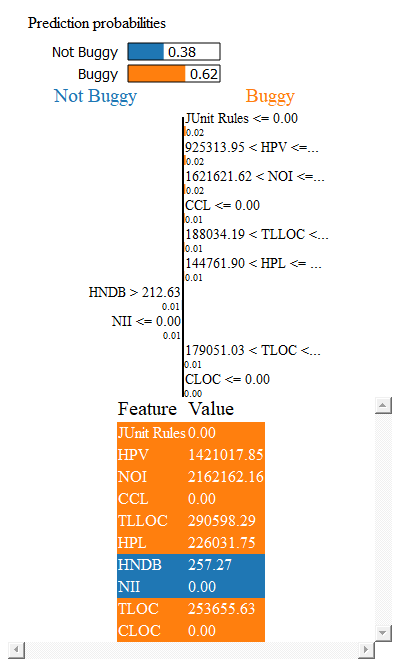 Prediction probabilities
Not Buggy 0.38
Buggy 0.62
Not Buggy Buggy
JUnit Rules <= 0.00
0.02
925313.95 < HPV <=...
0.02
1621621.62 < NOI <=...
0.02
CCL <= 0.00
0.01
188034.19 < TLLOC <...
0.01
144761.90 < HPL <= ...
0.01
HNDB > 212.63
0.01
NII <= 0.00
0.01
179051.03 < TLOC <...
0.01
CLOC <= 0.00
0.00
Feature Value
JUnit Rules 0.00
HPV 1421017.85
NOI 2162162.16
CCL 0.00
TLLOC 290598.29
HPL 226031.75
HNDB 257.27
NII 0.00
TLOC 253655.63
CLOC 0.00